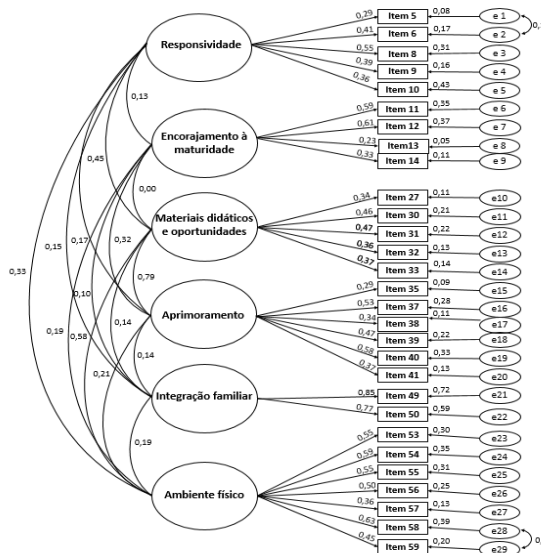 0,29 Item 5 0,08 e 1
0,41 Item 6 0,17 e 2
Responsividade
0,55 Item 8 0,31 e 3
0,39 Item 9 0,16 e 4
0,36 Item 10 0,43 e 5
0,13
0,59 Item 11 0,35 e 6
0,61 Item 12 0,37 e 7
Encorajamento à
maturidade
0,23 Item13 0,05 e 8
0,33 Item 14 0,11 e 9
0,45
0,00
0,34 Item 27 0,11 e10
0,46 Item 30 0,21 e11
Materiais didáticos
e oportunidades
0,47 Item 31 0,22 e12
0,36 Item 32 0,13 e13
0,37 Item 33 0,14 e14
0,15 0,17 0,32
0,33 0,79
0,29 Item 35 0,09 e15
0,53 Item 37 0,28 e16
0,34 Item 38 0,11 e17
Aprimoramento
0,47 Item 39 0,22 e18
0,58 Item 40 0,33 e19
0,37 Item 41 0,13 e20
0,10
0,19 0,58 0,14
0,14
0,21
0,85 Item 49 0,72 e21
Integração familiar
0,77 Item 50 0,59 e22
0,19
0,55 Item 53 0,30 e23
0,59 Item 54 0,35 e24
0,55 Item 55 0,31 e25
Ambiente físico
0,50 Item 56 0,25 e26
0,36 Item 57 0,13 e27
0,63 Item 58 0,39 e28
0,45 Item 59 0,20 e29